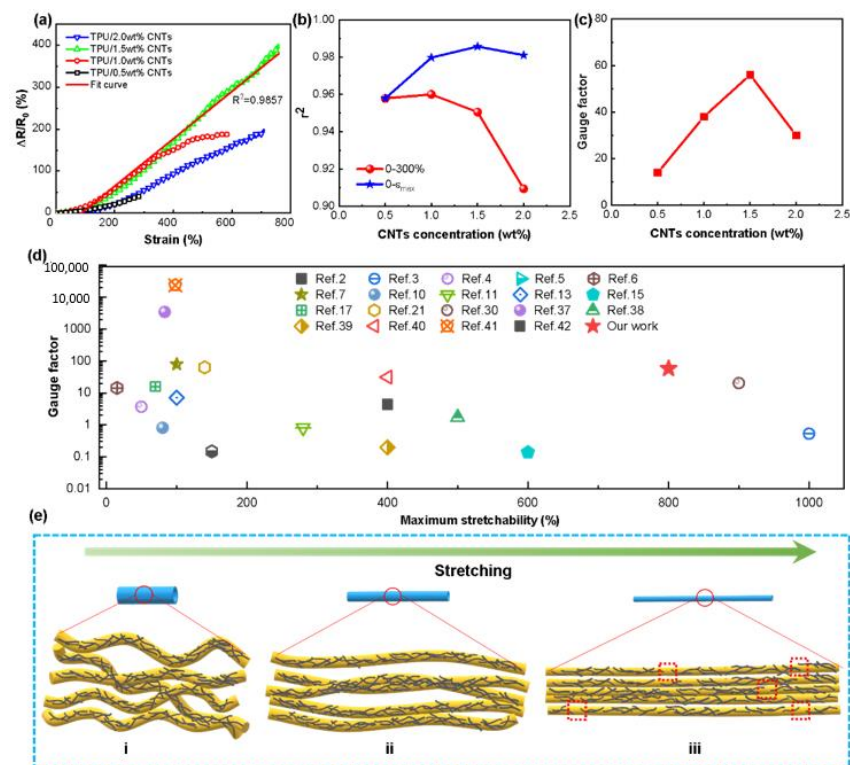 (a)
TPU/2.0wt% CNTs
TPU/1.5wt% CNTs
TPU/1.0wt% CNTs
TPU/0.5wt% CNTs
Fit curve
R²=0.9857
400
300
200
100
0
0 200 400 600 800
ΔR/R₀ (%)
Strain (%)
(b)
0.98
0.96
0.94
0.92
0.90
0.0 0.5 1.0 1.5 2.0 2.5
r²
0-300%
0-εmax
CNTs concentration (wt%)
(c)
80
60
40
20
0
0.0 0.5 1.0 1.5 2.0 2.5
Gauge factor
CNTs concentration (wt%)
(d)
100,000
10,000
1000
100
10
1
0.1
0.01
Gauge factor
Ref.2 Ref.3 Ref.4 Ref.5 Ref.6
Ref.7 Ref.10 Ref.11 Ref.13 Ref.15
Ref.17 Ref.21 Ref.30 Ref.37 Ref.38
Ref.39 Ref.40 Ref.41 Ref.42 Our work
0 200 400 600 800 1000
Maximum stretchability (%)
(e)
Stretching
i ii iii